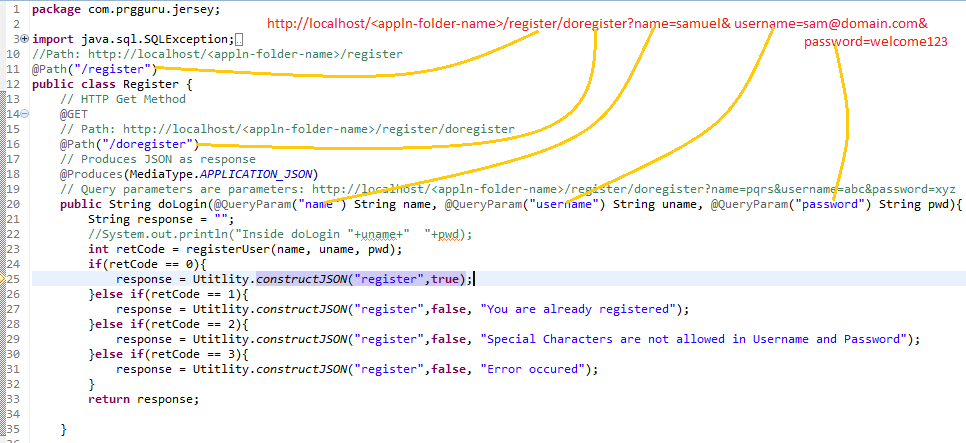 1 package com.prgguru.jersey;
2 http://localhost/<appln-folder-name>/register/doregister?name=samuel& username=sam@domain.com&
3 import java.sql.SQLException;
password=welcome123
10 //Path: http://localhost/<appln-folder-name>/register
11 @Path("/register")
12 public class Register {
13 // HTTP Get Method
14 @GET
15 // Path: http://localhost/<appln-folder-name>/register/doregister
16 @Path("/doregister")
17 // Produces JSON as response
18 @Produces(MediaType.APPLICATION_JSON)
19 // Query parameters are parameters: http://localhost/<appln-folder-name>/register/doregister?name=pqrs&username=abc&password=xyz
20 public String doLogin(@QueryParam("name") String name, @QueryParam("username") String uname, @QueryParam("password") String pwd){
21 String response = "";
22 //System.out.println("Inside doLogin "+uname+"  "+pwd);
23 int retCode = registerUser(name, uname, pwd);
24 if(retCode == 0){
25 response = Utitlity.constructJSON("register",true);
26 }else if(retCode == 1){
27 response = Utitlity.constructJSON("register",false, "You are already registered");
28 }else if(retCode == 2){
29 response = Utitlity.constructJSON("register",false, "Special Characters are not allowed in Username and Password");
30 }else if(retCode == 3){
31 response = Utitlity.constructJSON("register",false, "Error occured");
32 }
33 return response;
34
35 }